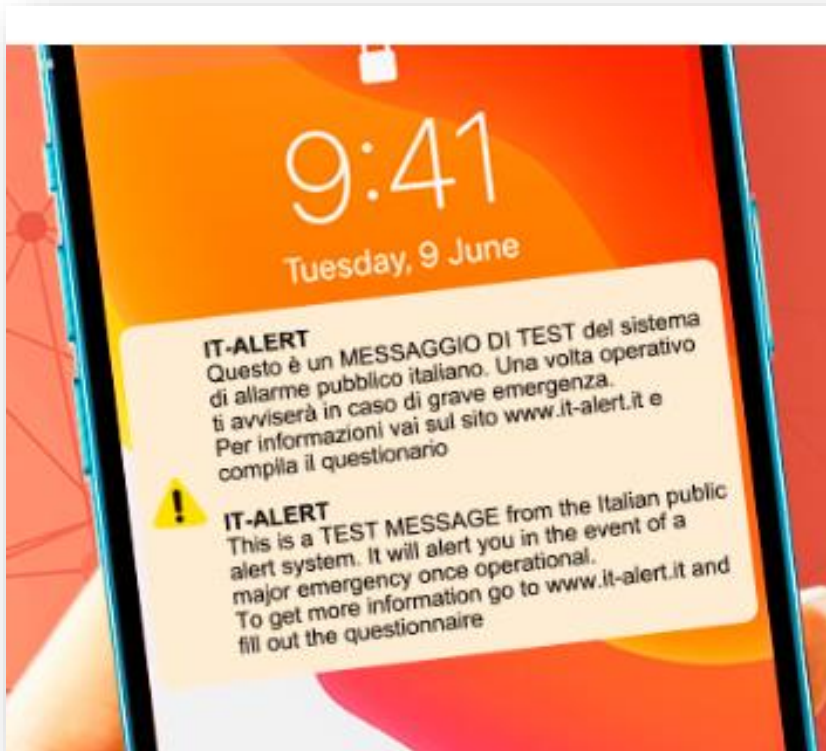 9:41
Tuesday, 9 June
IT-ALERT
Questo è un MESSAGGIO DI TEST del sistema
di allarme pubblico italiano. Una volta operativo
ti avviserà in caso di grave emergenza.
Per informazioni vai sul sito www.it-alert.it e
compila il questionario
IT-ALERT
This is a TEST MESSAGE from the Italian public
alert system. It will alert you in the event of a
major emergency once operational.
To get more information go to www.it-alert.it and
fill out the questionnaire